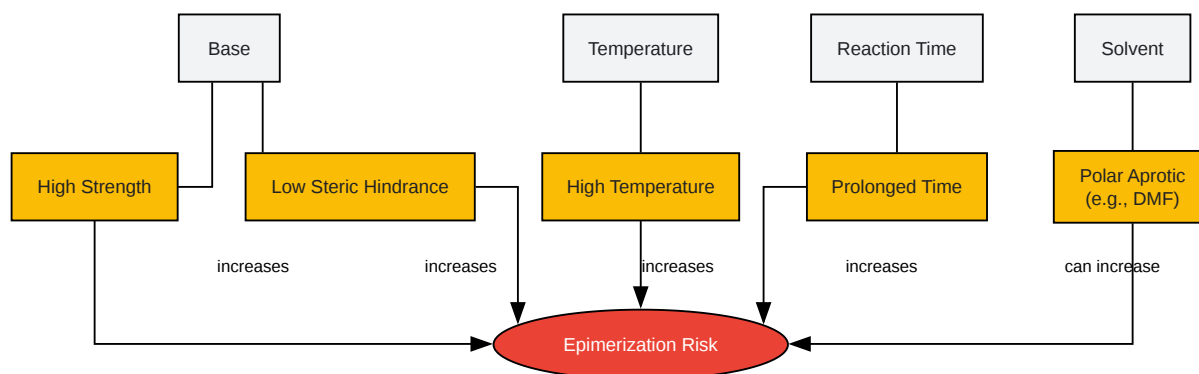 Base
Temperature
Reaction Time
Solvent
High Strength
Low Steric Hindrance
High Temperature
Prolonged Time
Polar Aprotic
(e.g., DMF)
increases
increases
increases
increases
can increase
Epimerization Risk